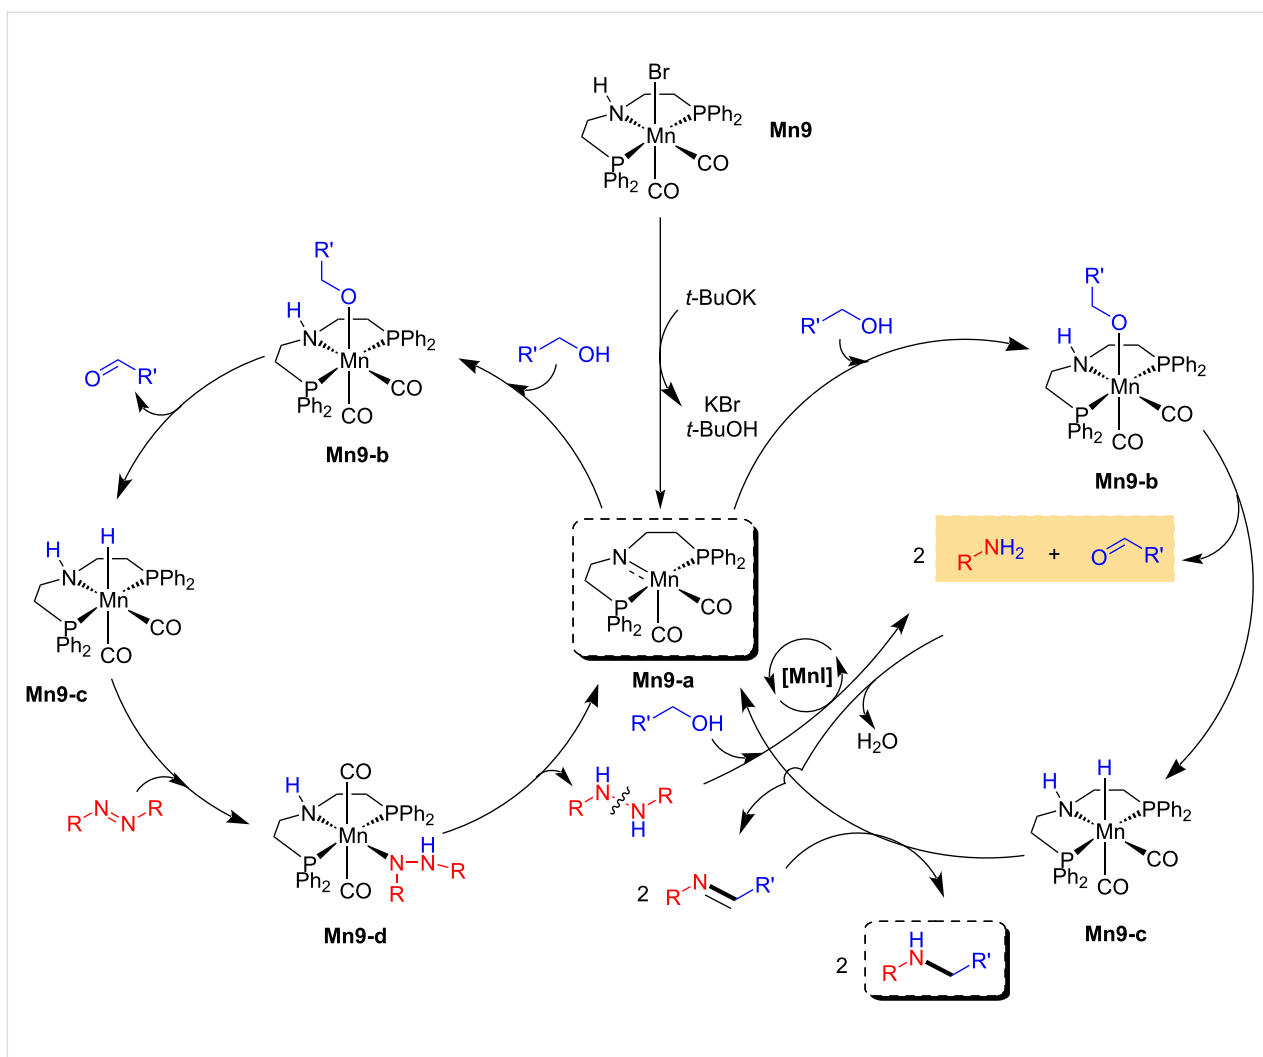 Br
H
N
PPh2
Mn9
Mn
P
Ph2
CO
CO
R'
O
H
N
PPh2
Mn
P
Ph2
CO
CO
Mn9-b
O
R'
R'
OH
t-BuOK
KBr
t-BuOH
R'
OH
R'
O
H
N
PPh2
Mn
P
Ph2
CO
CO
Mn9-b
H
H
N
PPh2
Mn
P
Ph2
CO
CO
Mn9-c
N
PPh2
Mn
P
Ph2
CO
CO
Mn9-a
2
R
NH2
+
O
R'
[MnI]
R'
OH
H2O
R
N
N
R
CO
H
N
PPh2
Mn
P
Ph2
CO
N
N
H
R
R
Mn9-d
R
H
N
N
H
R
2
R
N
R'
H
H
N
PPh2
Mn
P
Ph2
CO
CO
Mn9-c
2
R
H
N
R'